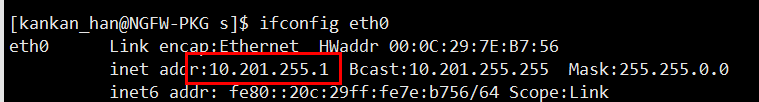 [kankan_han@NGFW-PKG s]$ ifconfig eth0
eth0 Link encap:Ethernet HWaddr 00:0C:29:7E:B7:56
inet addr:10.201.255.1 Bcast:10.201.255.255 Mask:255.255.0.0
inet6 addr: fe80::20c:29ff:fe7e:b756/64 Scope:Link